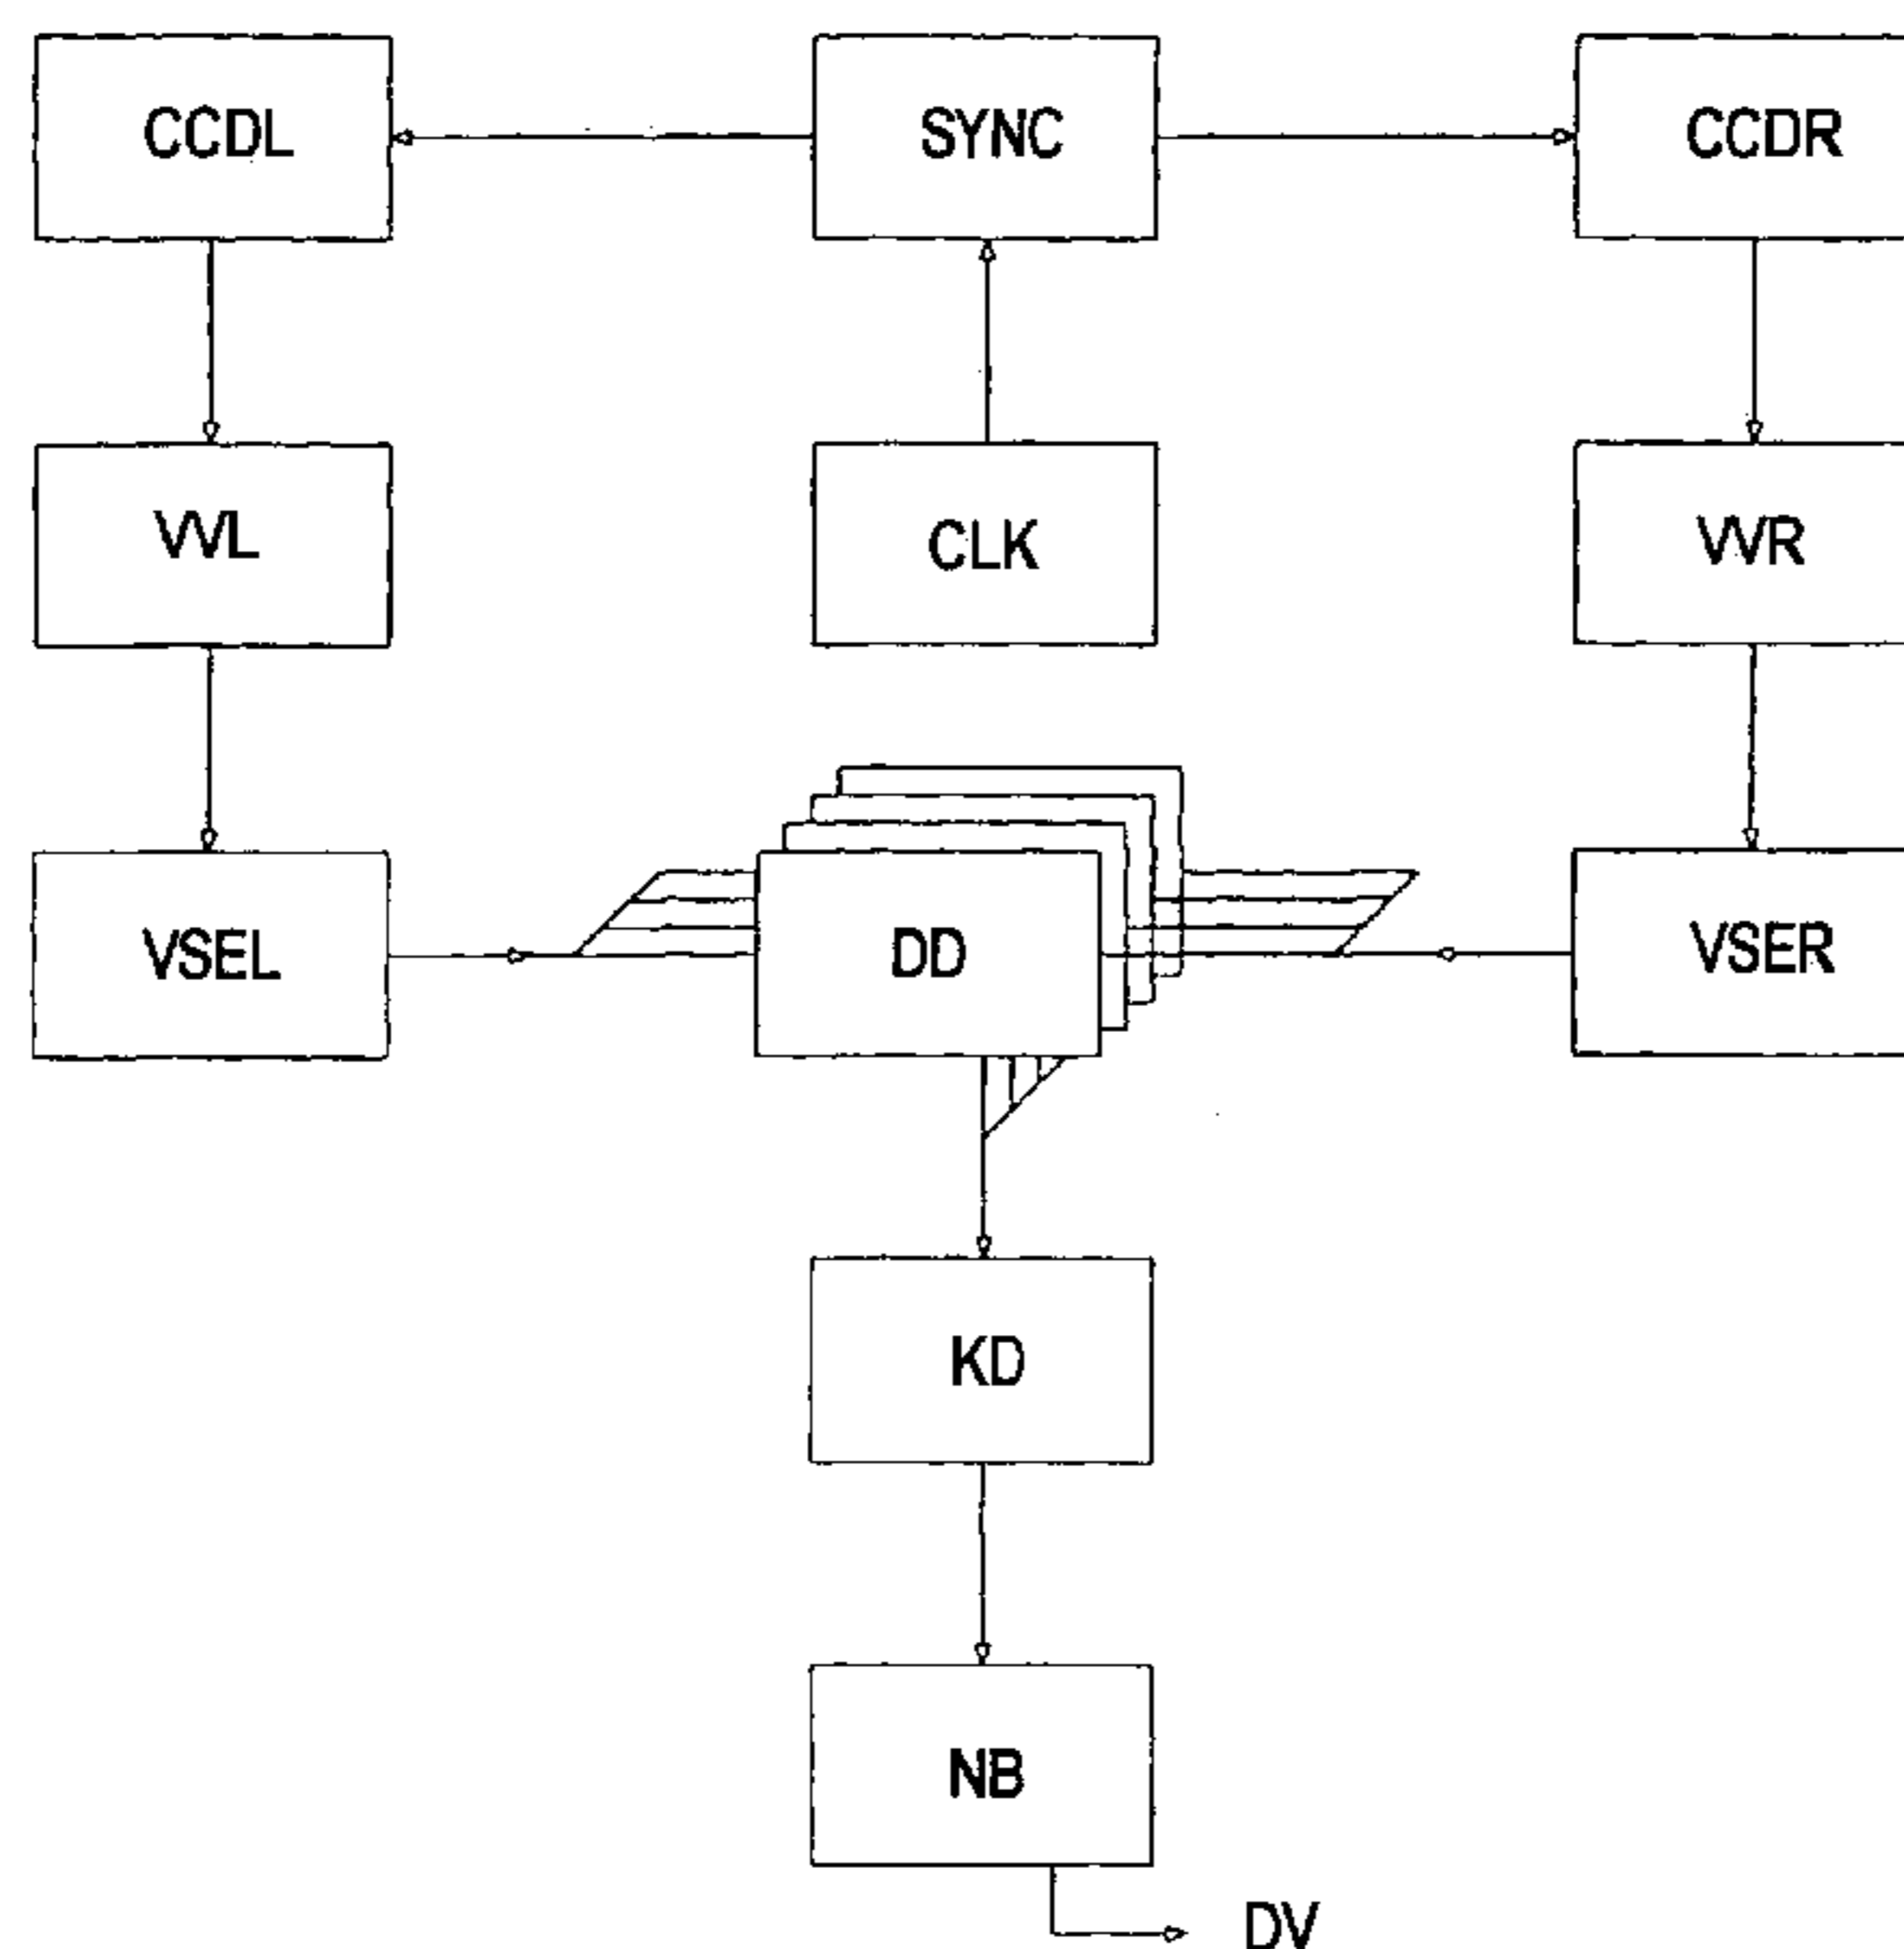 CCDL
SYNC
CCDR
VVL
CLK
VVR
VSEL
DD
VSER
KD
NB
DV